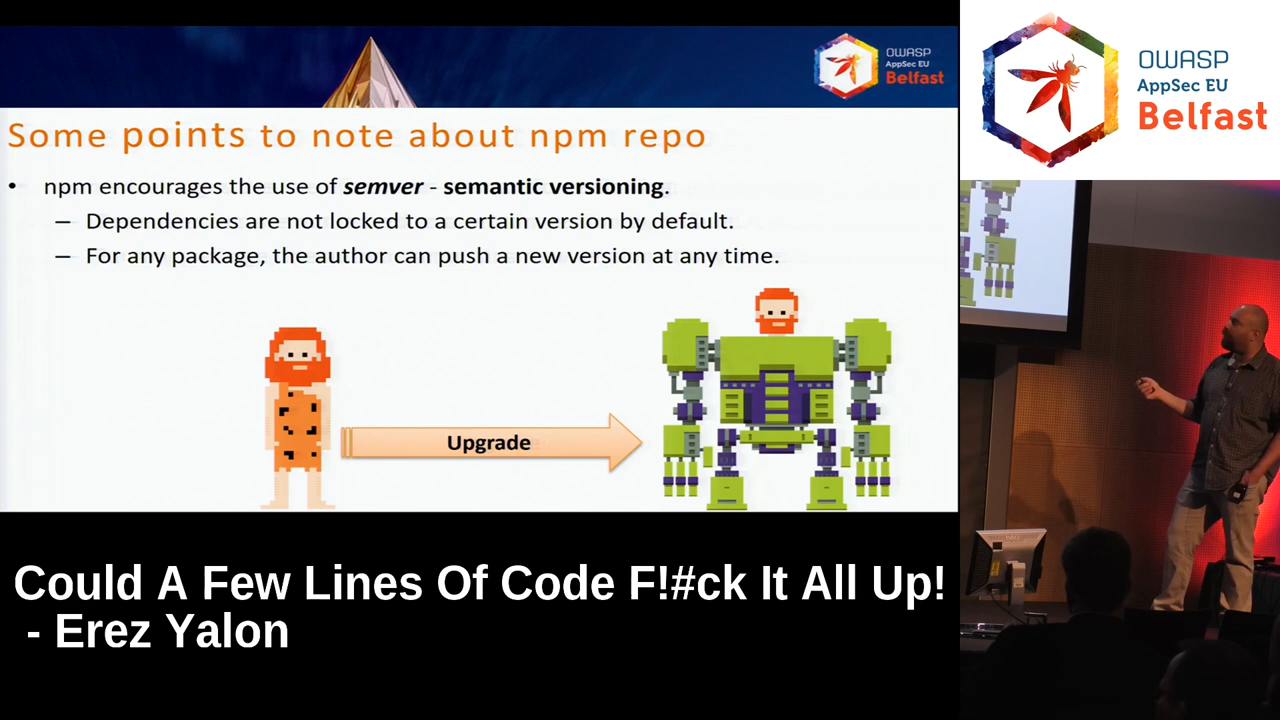 OWASP
AppSec EU
Belfast
OWASP
AppSec EU
Belfast
Some points to note about npm repo
• npm encourages the use of semver - semantic versioning.
– Dependencies are not locked to a certain version by default.
– For any package, the author can push a new version at any time.
Upgrade
Could A Few Lines Of Code F!#ck It All Up!
- Erez Yalon